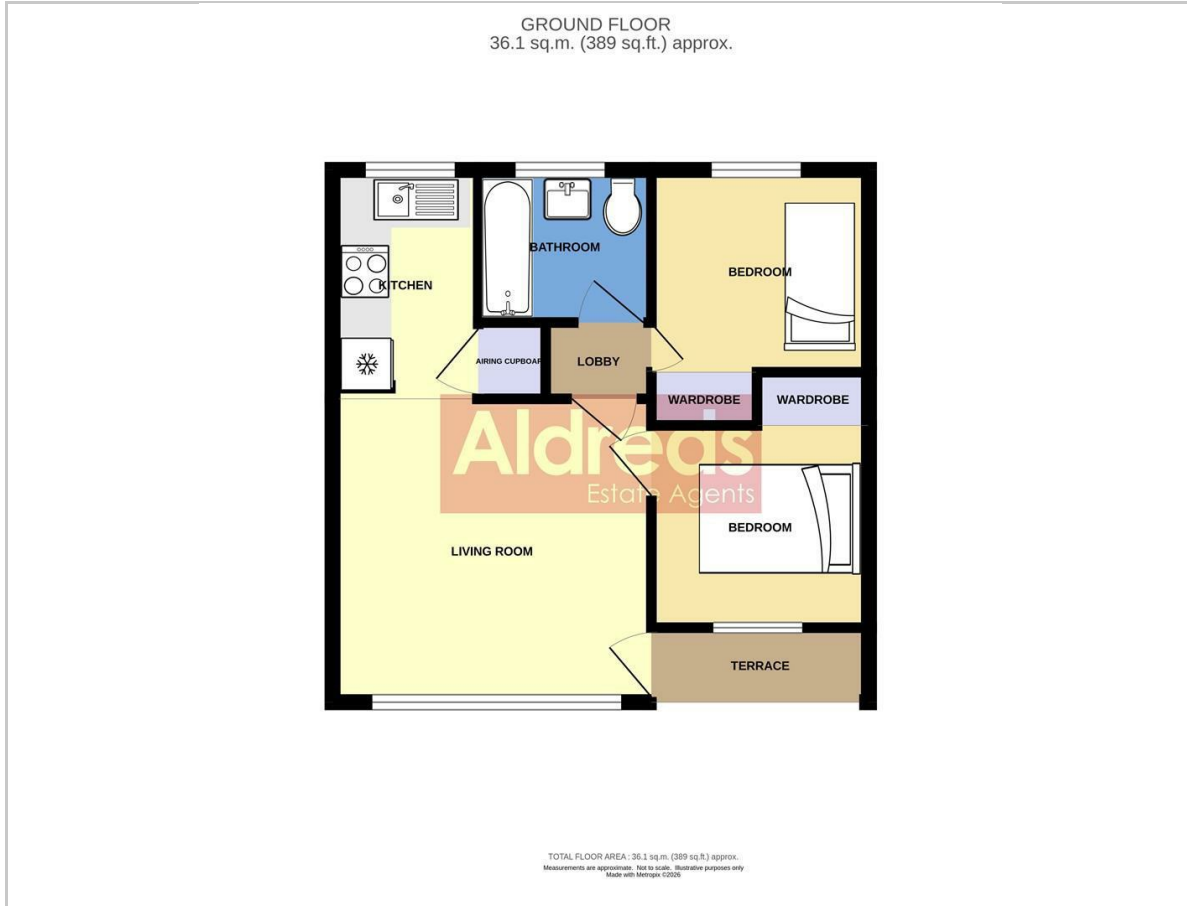 GROUND FLOOR
36.1 sq.m. (389 sq.ft.) approx.
BATHROOM
BEDROOM
KITCHEN
AIRING CUPBOAR
LOBBY
WARDROBE
WARDROBE
Aldreds
Estate Agents
BEDROOM
LIVING ROOM
TERRACE
TOTAL FLOOR AREA : 36.1 sq.m. (389 sq.ft.) approx.
Measurements are approximate. Not to scale. Illustrative purposes only
Made with Metropix ©2026